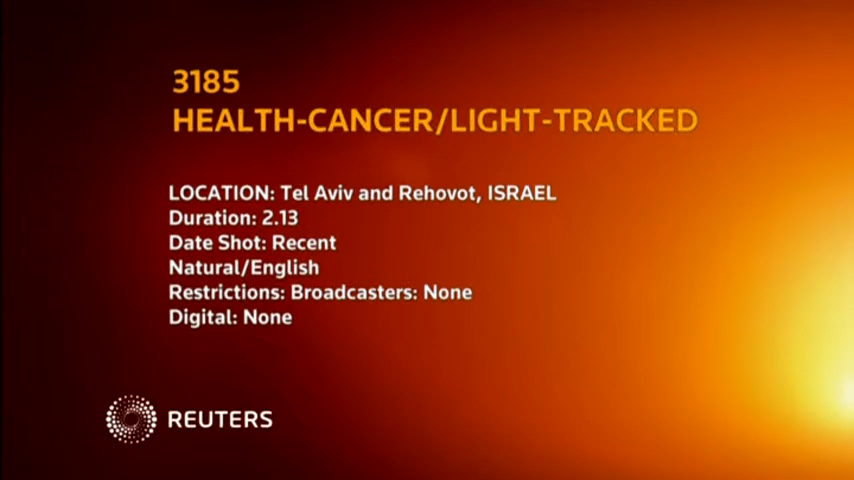 3185
HEALTH-CANCER/LIGHT-TRACKED
LOCATION: Tel Aviv and Rehovot, ISRAEL
Duration: 2.13
Date Shot: Recent
Natural/English
Restrictions: Broadcasters: None
Digital: None
REUTERS